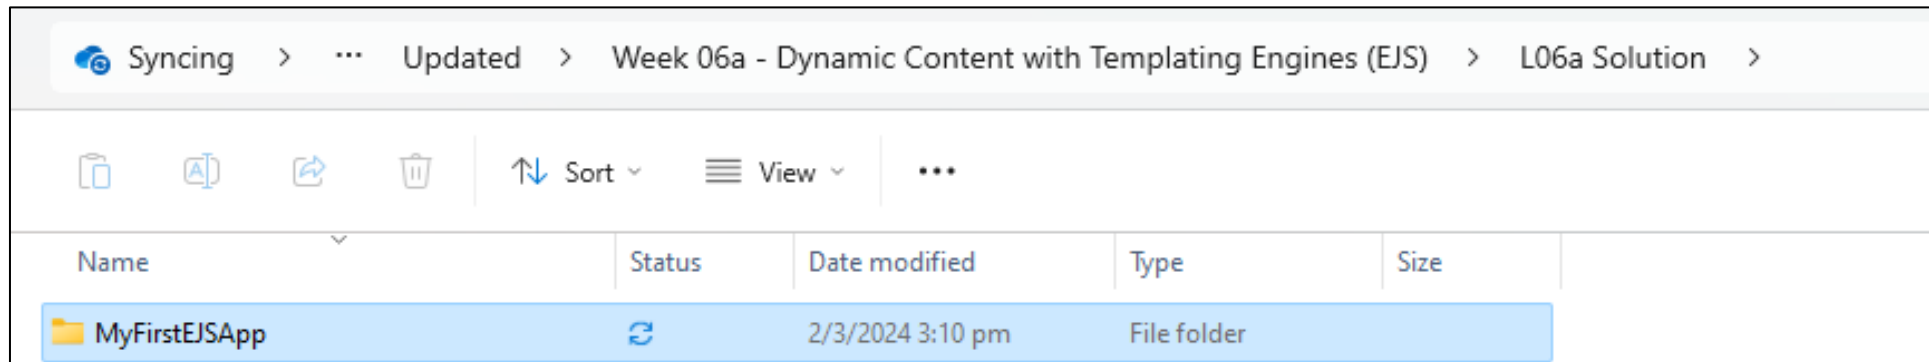 Syncing > ··· Updated > Week 06a - Dynamic Content with Templating Engines (EJS) > L06a Solution >
Sort View ···
Name Status Date modified Type Size
MyFirstEJSApp 2/3/2024 3:10 pm File folder